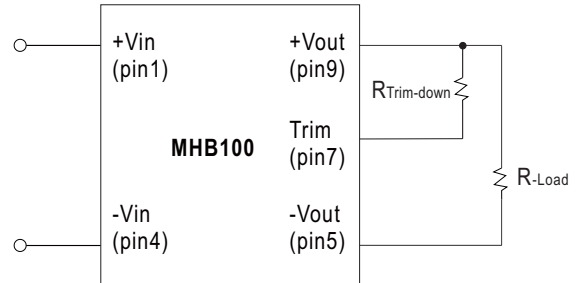 +Vin
(pin1)
+Vout
(pin9)
RTrim-down
Trim
(pin7)
MHB100
R-Load
-Vin
(pin4)
-Vout
(pin5)